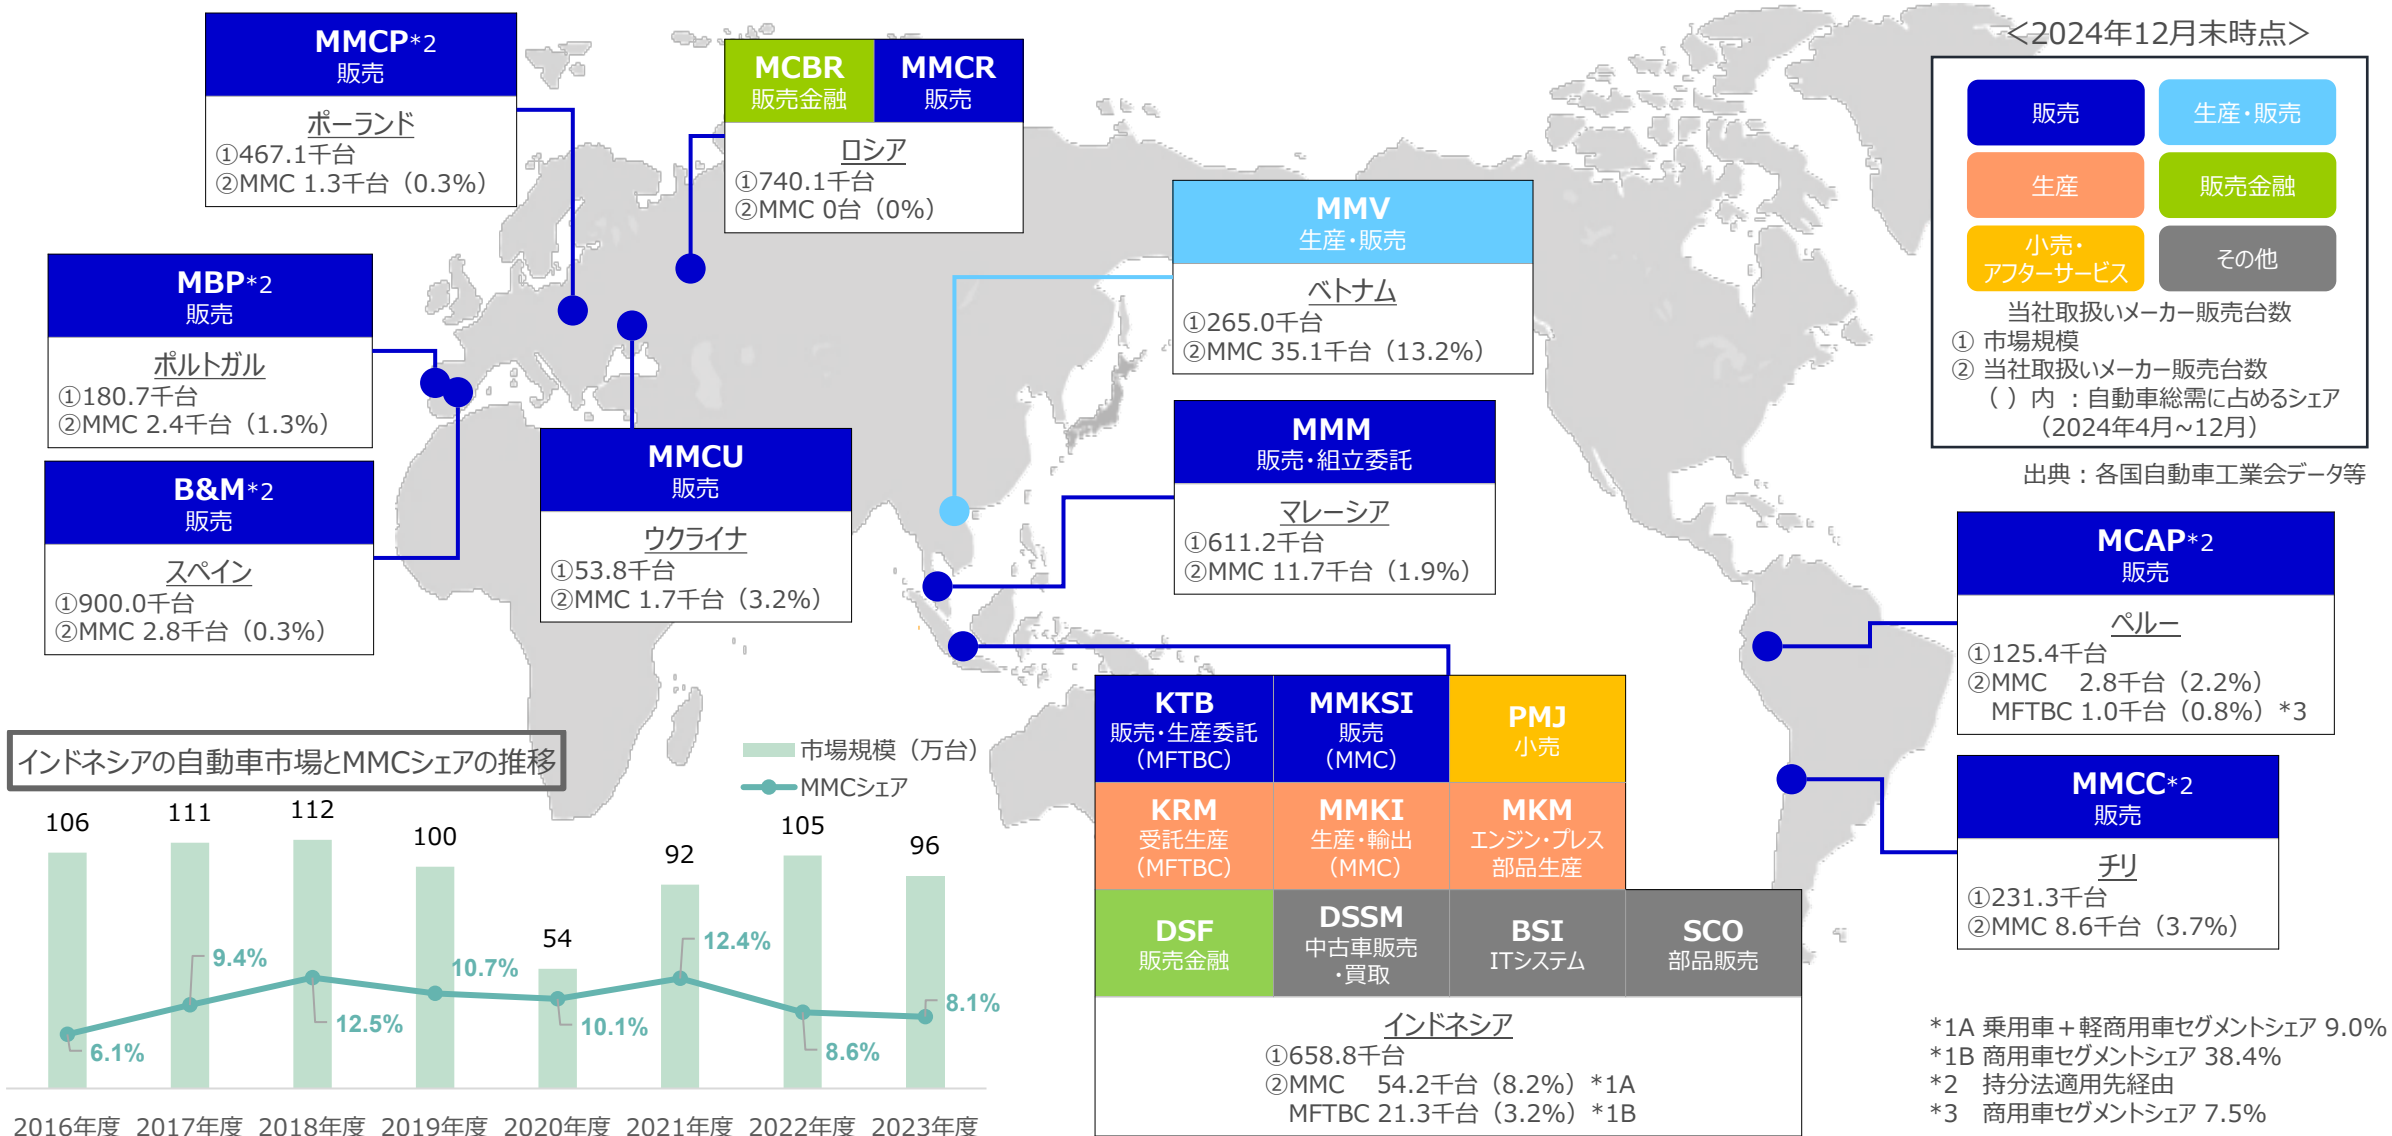 MMCP*2
販売
ポーランド
①467.1千台
②MMC 1.3千台（0.3%）
MCBR
販売金融
MMCR
販売
ロシア
①740.1千台
②MMC 0台（0%）
MBP*2
販売
ポルトガル
①180.7千台
②MMC 2.4千台（1.3%）
B&M*2
販売
スペイン
①900.0千台
②MMC 2.8千台（0.3%）
MMCU
販売
ウクライナ
①53.8千台
②MMC 1.7千台（3.2%）
MMV
生産・販売
ベトナム
①265.0千台
②MMC 35.1千台（13.2%）
MMM
販売・組立委託
マレーシア
①611.2千台
②MMC 11.7千台（1.9%）
＜2024年12月末時点＞
販売
生産・販売
生産
販売金融
小売・
アフターサービス
その他
当社取扱いメーカー販売台数
① 市場規模
② 当社取扱いメーカー販売台数
（ ）内 ：自動車総需に占めるシェア
（2024年4月~12月）
出典：各国自動車工業会データ等
MCAP*2
販売
ペルー
①125.4千台
②MMC 2.8千台（2.2%）
MFTBC 1.0千台（0.8%）*3
MMCC*2
販売
チリ
①231.3千台
②MMC 8.6千台（3.7%）
KTB
販売・生産委託
（MFTBC）
MMKSI
販売
（MMC）
PMJ
小売
KRM
受託生産
（MFTBC）
MMKI
生産・輸出
（MMC）
MKM
エンジン・プレス
部品生産
DSF
販売金融
DSSM
中古車販売
・買取
BSI
ITシステム
SCO
部品販売
インドネシア
①658.8千台
②MMC 54.2千台（8.2%）*1A
MFTBC 21.3千台（3.2%）*1B
インドネシアの自動車市場とMMCシェアの推移
市場規模（万台）
MMCシェア
106
111
112
100
54
92
105
96
6.1%
9.4%
12.5%
10.7%
10.1%
12.4%
8.6%
8.1%
2016年度 2017年度 2018年度 2019年度 2020年度 2021年度 2022年度 2023年度
*1A 乗用車＋軽商用車セグメントシェア 9.0%
*1B 商用車セグメントシェア 38.4%
*2 持分法適用先経由
*3 商用車セグメントシェア 7.5%